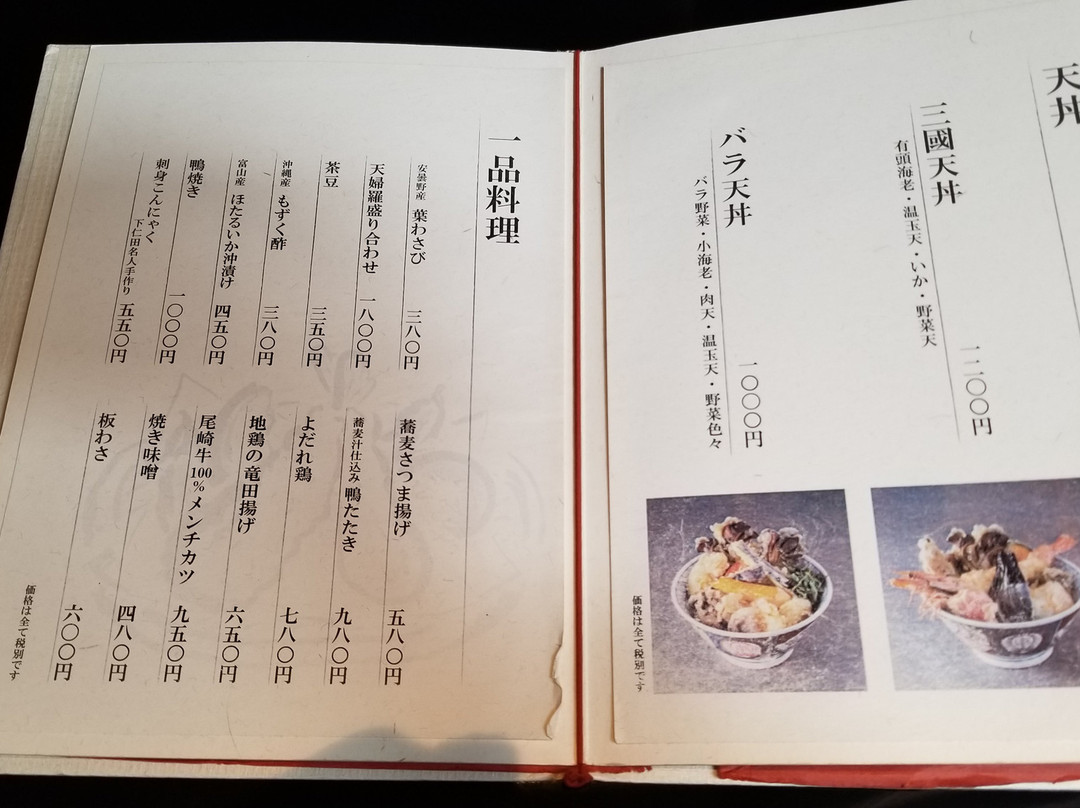 天丼
三國天丼
有頭海老・温玉天・いか・野菜天
一二〇〇円
バラ天丼
バラ野菜・小海老・肉天・温玉天・野菜色々
一〇〇〇円
価格は全て税別です
一品料理
安曇野産 葉わさび 三八〇円
天婦羅盛り合わせ 一八〇〇円
茶豆 三五〇円
沖縄産 もずく酢 三八〇円
富山産 ほたるいか沖漬け 四五〇円
鴨焼き 一〇〇〇円
刺身こんにゃく 下仁田名人手作り 五五〇円
蕎麦さつま揚げ 五八〇円
蕎麦汁仕込み 鴨たたき 九八〇円
よだれ鶏 七八〇円
地鶏の竜田揚げ 六五〇円
尾崎牛100%メンチカツ 九五〇円
焼き味噌 四八〇円
板わさ 六〇〇円
価格は全て税別です